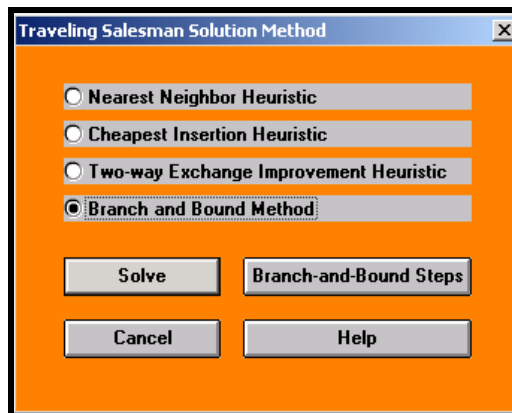 Traveling Salesman Solution Method
Nearest Neighbor Heuristic
Cheapest Insertion Heuristic
Two-way Exchange Improvement Heuristic
Branch and Bound Method
Solve
Branch-and-Bound Steps
Cancel
Help